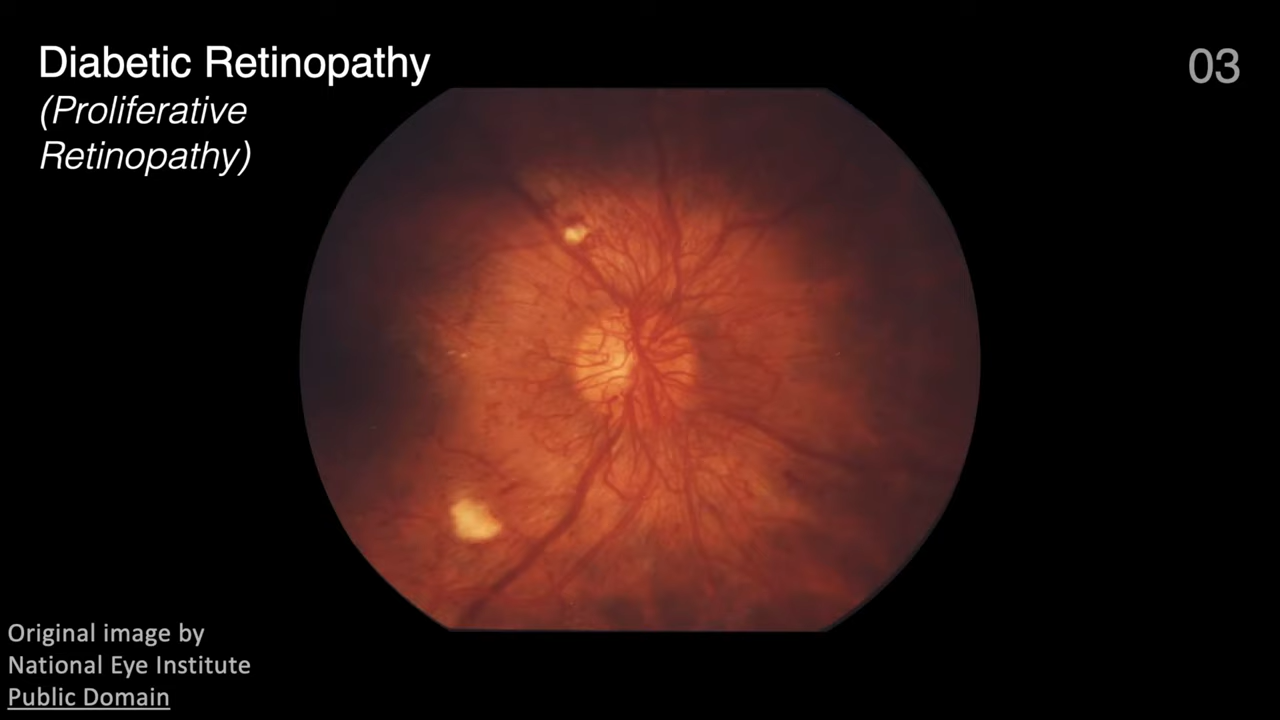 Diabetic Retinopathy
(Proliferative
Retinopathy)
03
Original image by
National Eye Institute
Public Domain